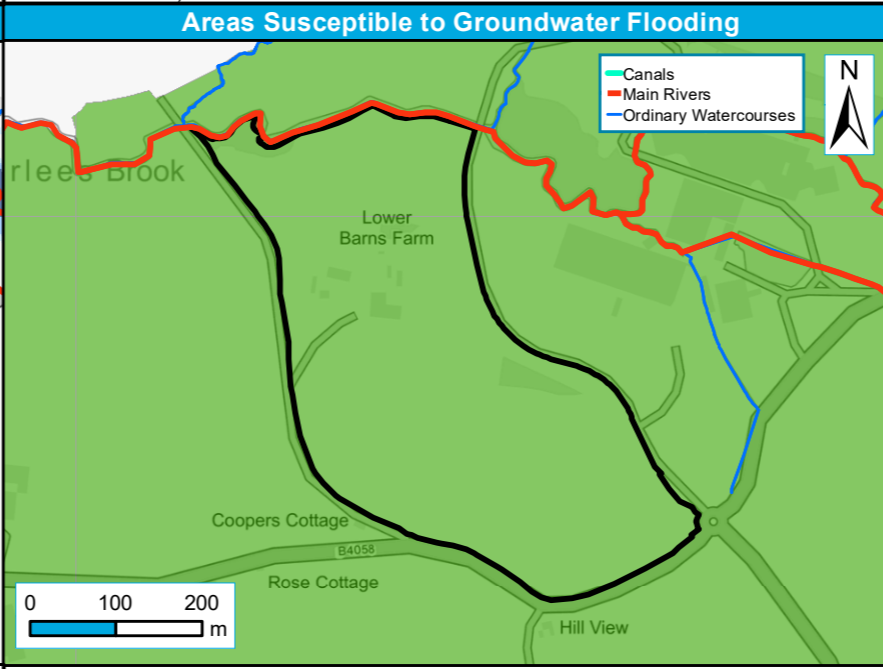 Areas Susceptible to Groundwater Flooding
Canals
Main Rivers
Ordinary Watercourses
N
rlees Brook
Lower
Barns Farm
Coopers Cottage
B4058
Rose Cottage
Hill View
0 100 200
m